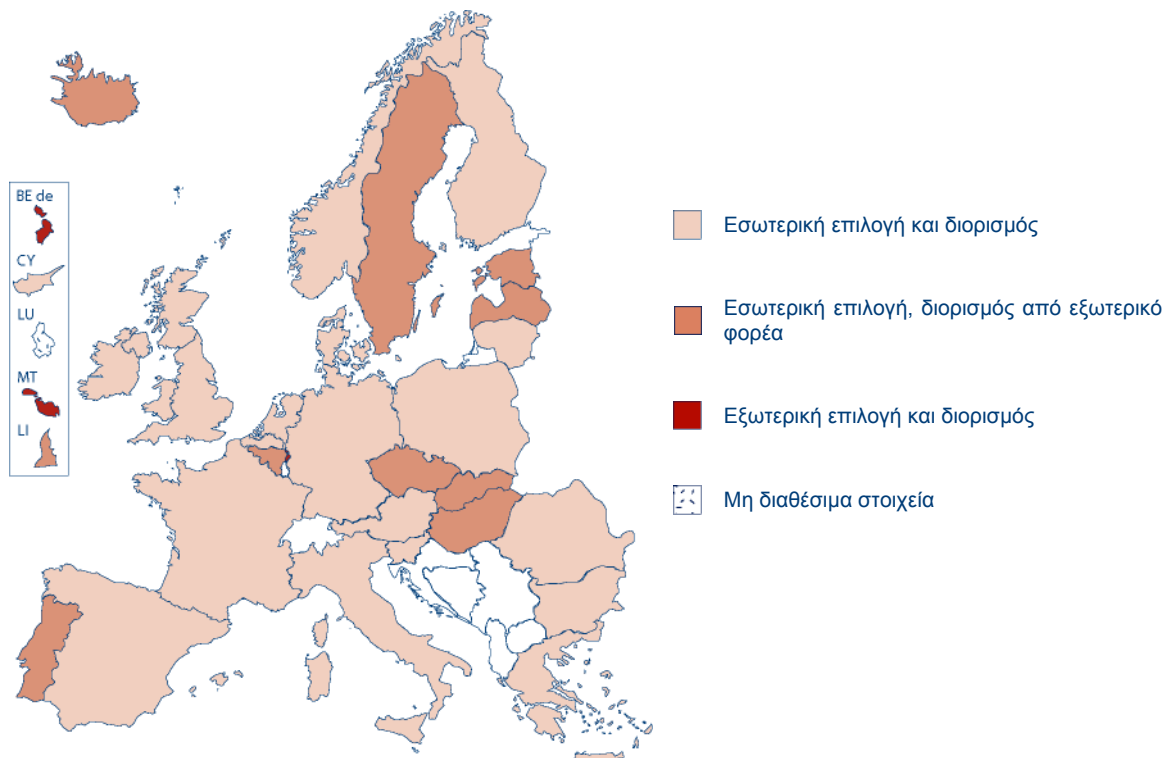 BE de
CY
LU
MT
LI
Εσωτερική επιλογή και διορισμός
Εσωτερική επιλογή, διορισμός από εξωτερικό
φορέα
Εξωτερική επιλογή και διορισμός
Μη διαθέσιμα στοιχεία